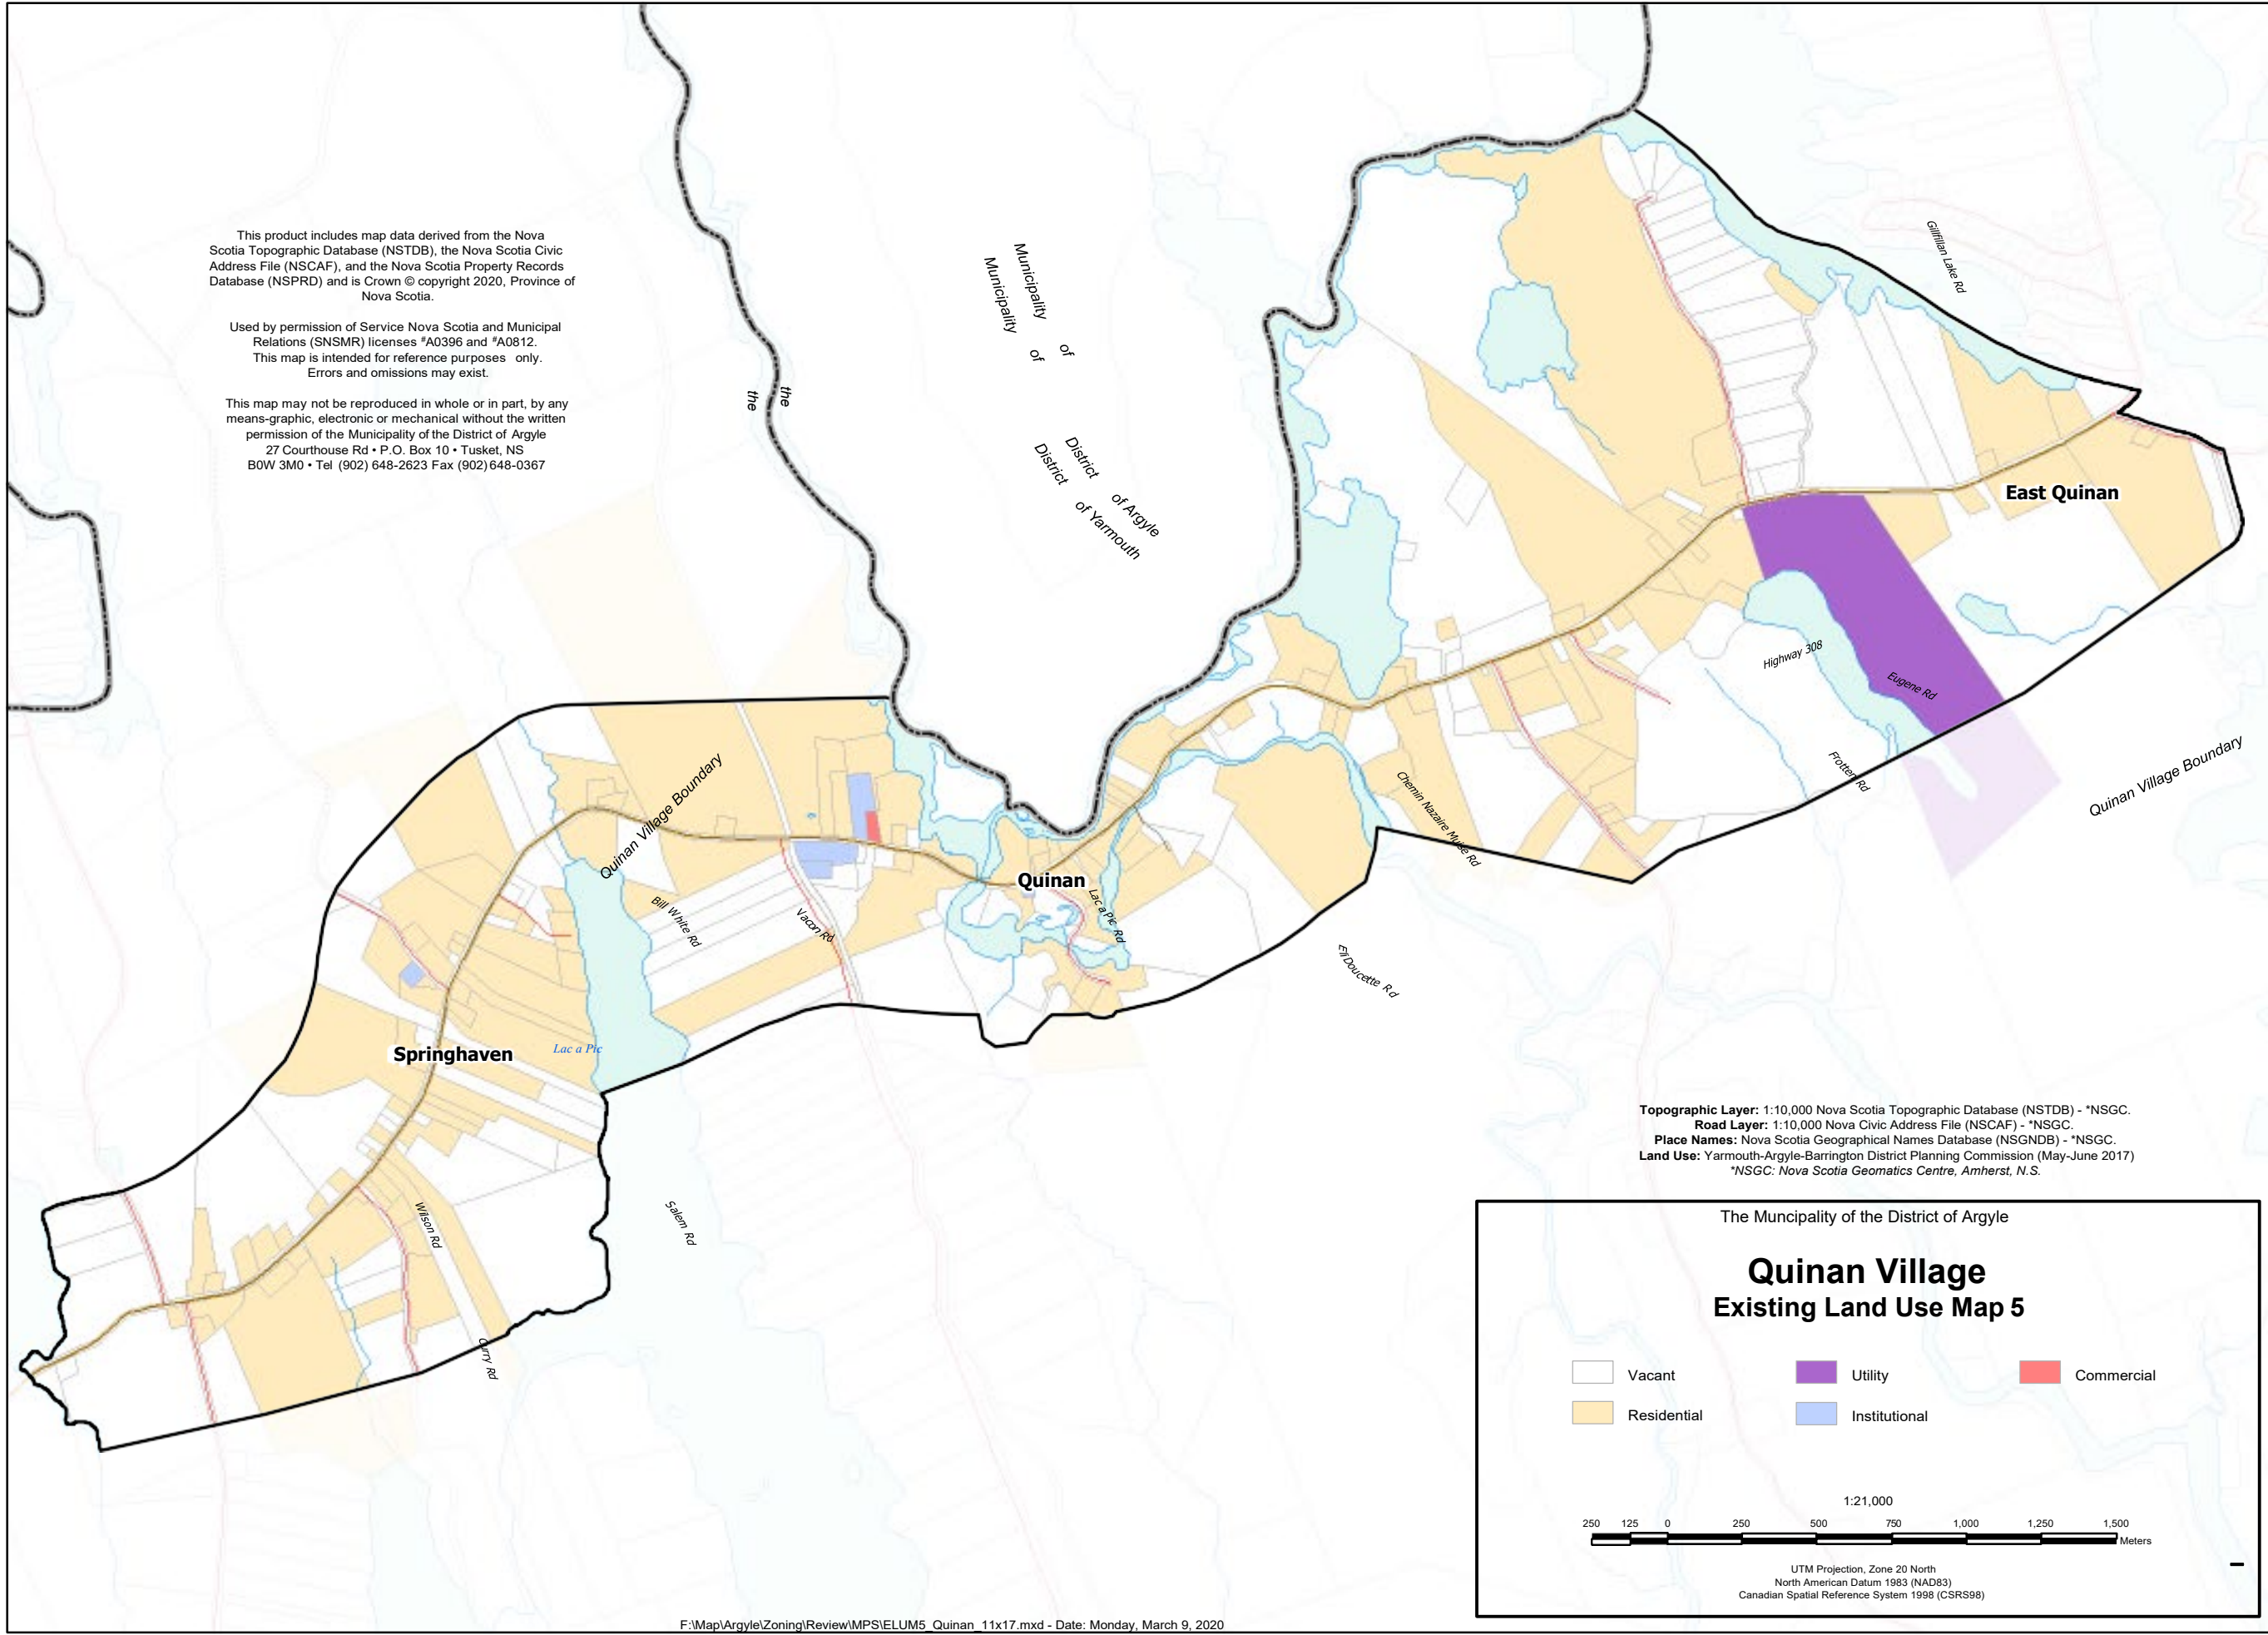 This product includes map data derived from the Nova
Scotia Topographic Database (NSTDB), the Nova Scotia Civic
Address File (NSCAF), and the Nova Scotia Property Records
Database (NSPRD) and is Crown © copyright 2020, Province of
Nova Scotia.
Used by permission of Service Nova Scotia and Municipal
Relations (SNSMR) licenses #A0396 and #A0812.
This map is intended for reference purposes only.
Errors and omissions may exist.
This map may not be reproduced in whole or in part, by any
means-graphic, electronic or mechanical without the written
permission of the Municipality of the District of Argyle
27 Courthouse Rd • P.O. Box 10 • Tusket, NS
B0W 3M0 • Tel (902) 648-2623 Fax (902) 648-0367
Municipality of
Municipality of
the
the
District of Argyle
District of Yarmouth
Gillfilian Lake Rd
East Quinan
Highway 308
Eugene Rd
Frotten Rd
Quinan Village Boundary
Chemin Nazaire Muise Rd
Quinan Village Boundary
Quinan
Lac a Pic Rd
Bill White Rd
Vacon Rd
Eli Doucette Rd
Springhaven
Lac a Pic
Salem Rd
Wilson Rd
Curry Rd
Topographic Layer: 1:10,000 Nova Scotia Topographic Database (NSTDB) - *NSGC.
Road Layer: 1:10,000 Nova Civic Address File (NSCAF) - *NSGC.
Place Names: Nova Scotia Geographical Names Database (NSGNDB) - *NSGC.
Land Use: Yarmouth-Argyle-Barrington District Planning Commission (May-June 2017)
*NSGC: Nova Scotia Geomatics Centre, Amherst, N.S.
The Muncipality of the District of Argyle
Quinan Village
Existing Land Use Map 5
Vacant
Utility
Commercial
Residential
Institutional
1:21,000
250 125 0 250 500 750 1,000 1,250 1,500
Meters
UTM Projection, Zone 20 North
North American Datum 1983 (NAD83)
Canadian Spatial Reference System 1998 (CSRS98)
F:\Map\Argyle\Zoning\Review\MPS\ELUM5_Quinan_11x17.mxd - Date: Monday, March 9, 2020